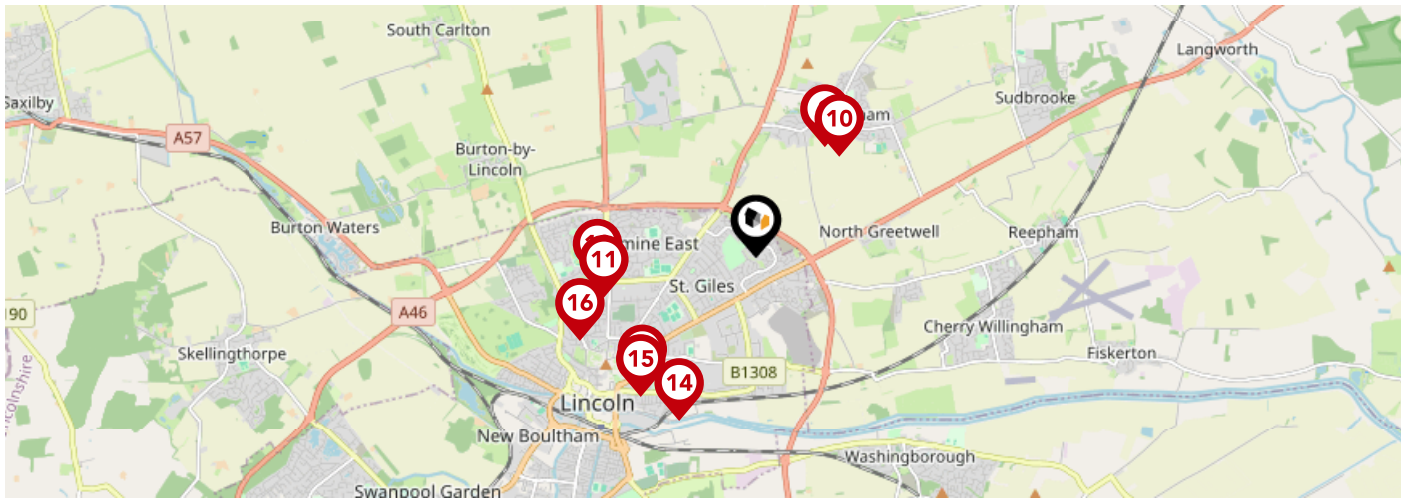 South Carlton
Langworth
Saxilby
Sudbrooke
10
A57
Burton-by-
Lincoln
Burton Waters
North Greetwell
Reepham
11
St. Giles
16
190
A46
Cherry Willingham
Skellingthorpe
Fiskerton
15
B1308
14
Lincoln
New Boultham
Washingborough
Swanpool Garden